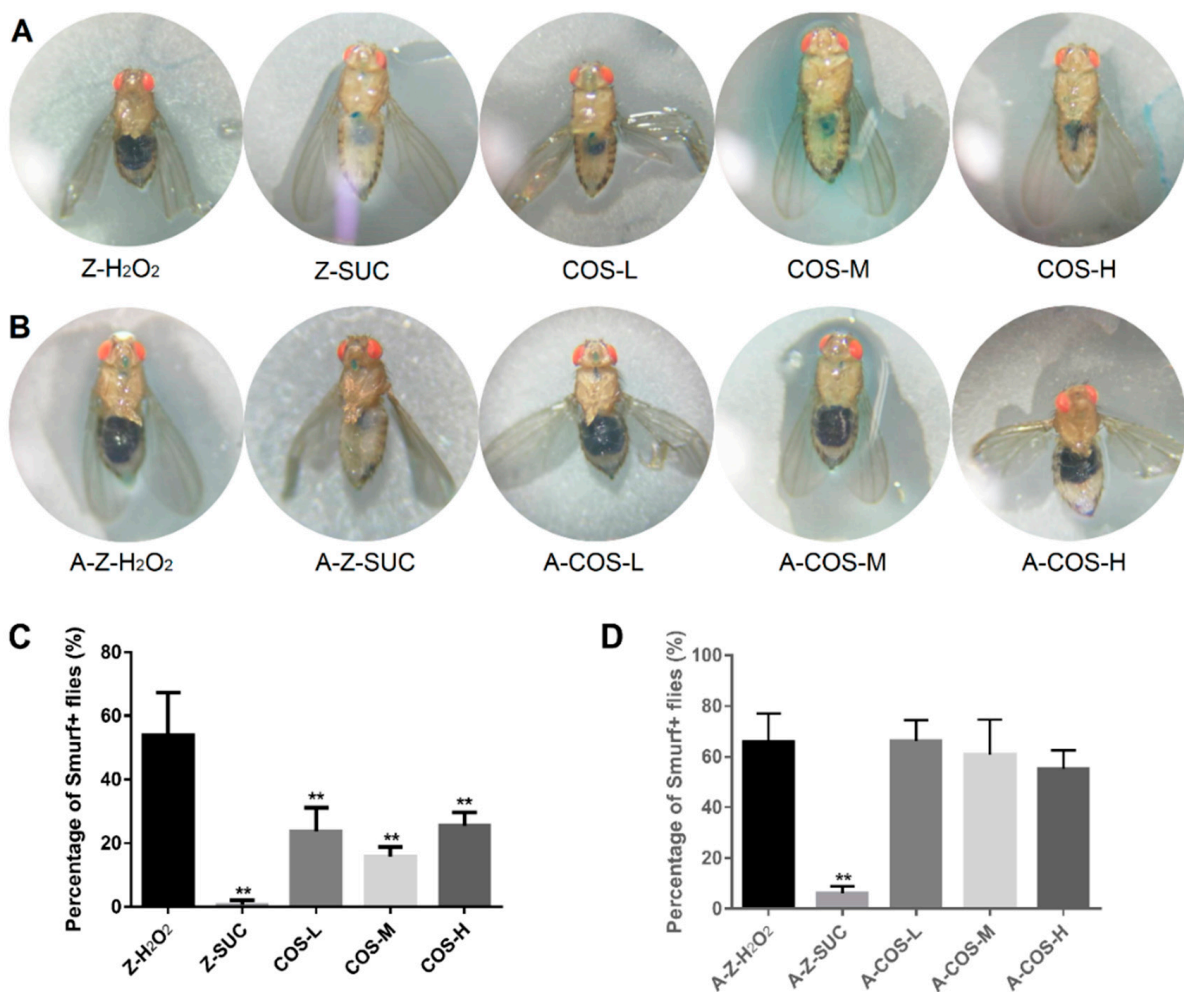 A
Z-H₂O₂ Z-SUC COS-L COS-M COS-H
B
A-Z-H₂O₂ A-Z-SUC A-COS-L A-COS-M A-COS-H
C
Percentage of Smurf+ flies (%)
80
60
40
20
0
**
**
**
**
Z-H₂O₂
Z-SUC
COS-L
COS-M
COS-H
D
Percentage of Smurf+ flies (%)
100
80
60
40
20
0
**
A-Z-H₂O₂
A-Z-SUC
A-COS-L
A-COS-M
A-COS-H